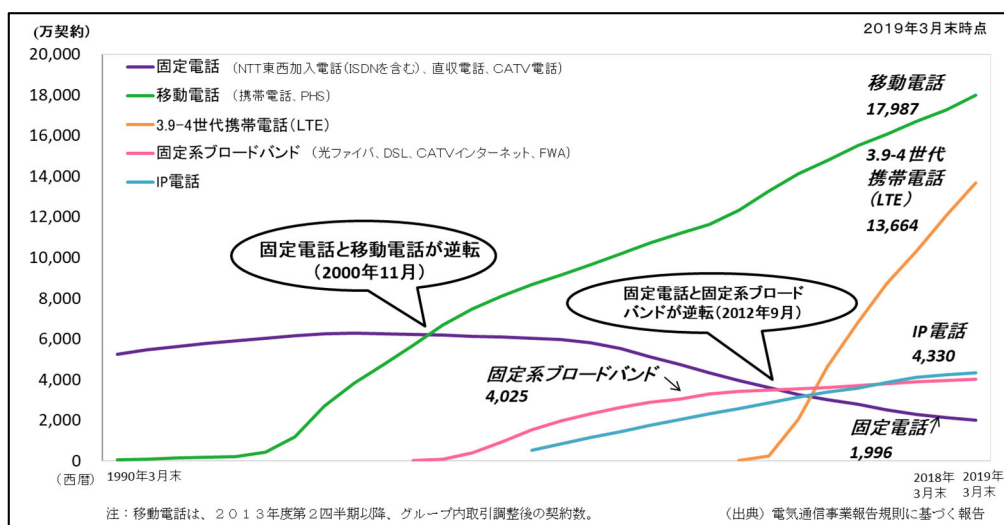 (万契約)
2019年3月末時点
20,000
18,000
16,000
14,000
12,000
10,000
8,000
6,000
4,000
2,000
0
固定電話 (NTT東西加入電話(ISDNを含む)、直収電話、CATV電話)
移動電話 (携帯電話、PHS)
3.9-4世代携帯電話(LTE)
固定系ブロードバンド (光ファイバ、DSL、CATVインターネット、FWA)
IP電話
移動電話
17,987
3.9-4世代
携帯電話
(LTE)
13,664
固定電話と移動電話が逆転
(2000年11月)
固定電話と固定系ブロード
バンドが逆転(2012年9月)
IP電話
4,330
固定系ブロードバンド
4,025
固定電話
1,996
(西暦)
1990年3月末
2018年
3月末
2019年
3月末
注:移動電話は、2013年度第2四半期以降、グループ内取引調整後の契約数。
(出典) 電気通信事業報告規則に基づく報告